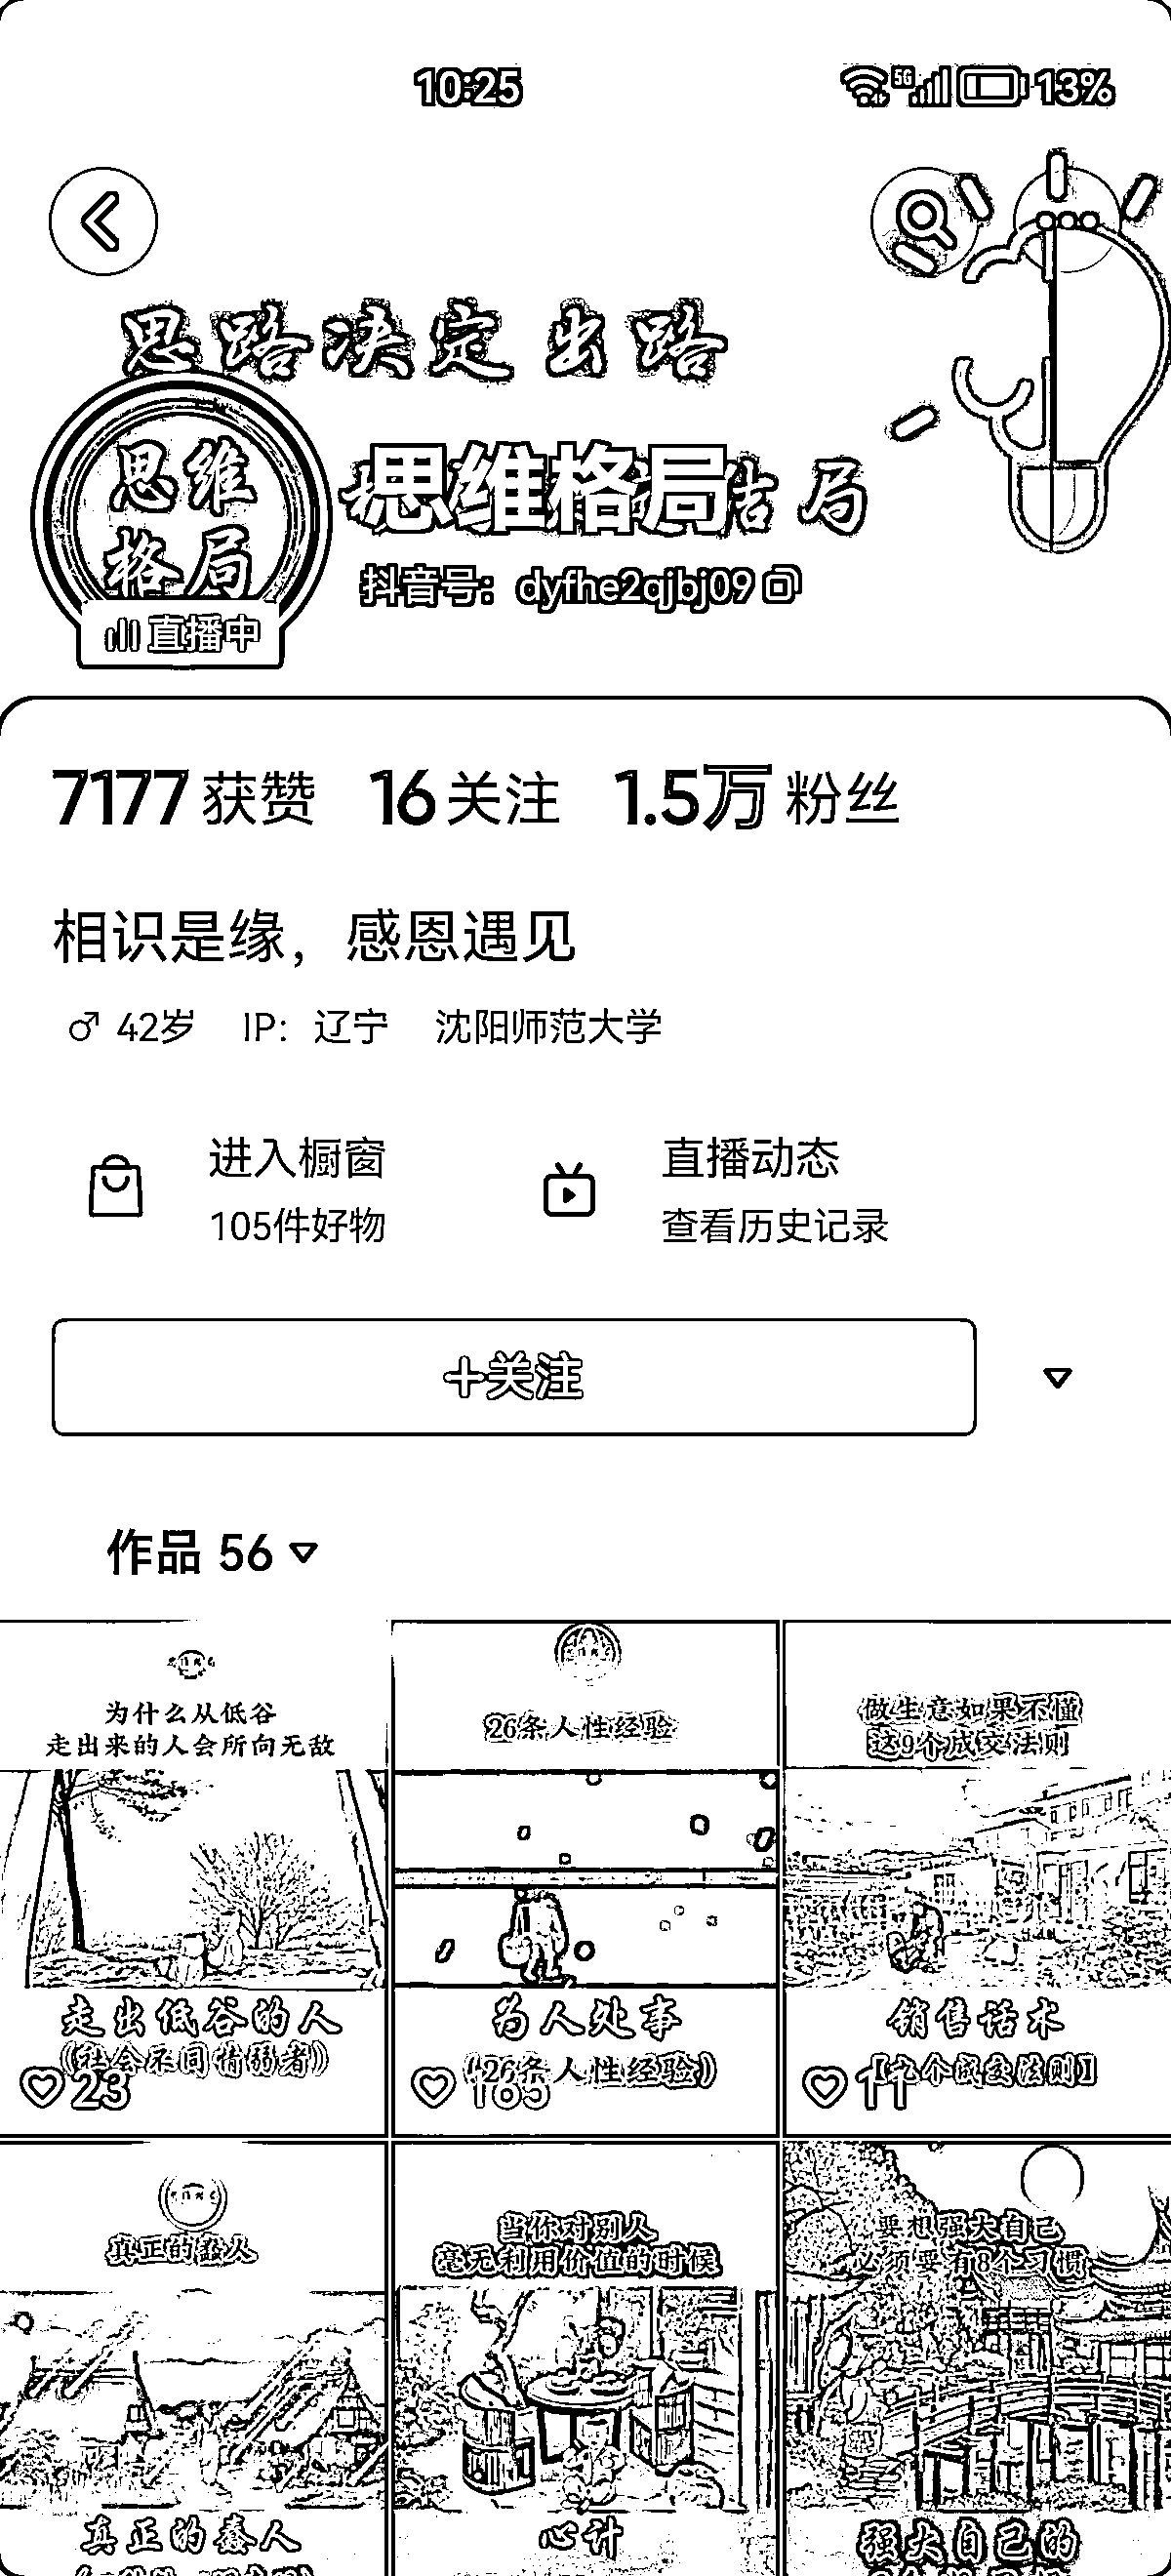 10:25 5G 13%
思路决定出路
思维格局
思维
格局
局
抖音号：dyfhe2qjbj09
直播中
7177 获赞 16 关注 1.5万 粉丝
相识是缘，感恩遇见
♂ 42岁 IP：辽宁 沈阳师范大学
进入橱窗 直播动态
105件好物 查看历史记录
+关注
作品 56
为什么从低谷
走出来的人会所向无敌
26条人性经验
做生意如果不懂
这9个成交法则
走出低谷的人
为人处事
销售话术
(社会不同情弱者)
(26条人性经验)
【九个成交法则】
23 165 11
真正的蠢人
当你对别人
毫无利用价值的时候
要想强大自己
必须要有8个习惯
真正的蠢人
心计
强大自己的